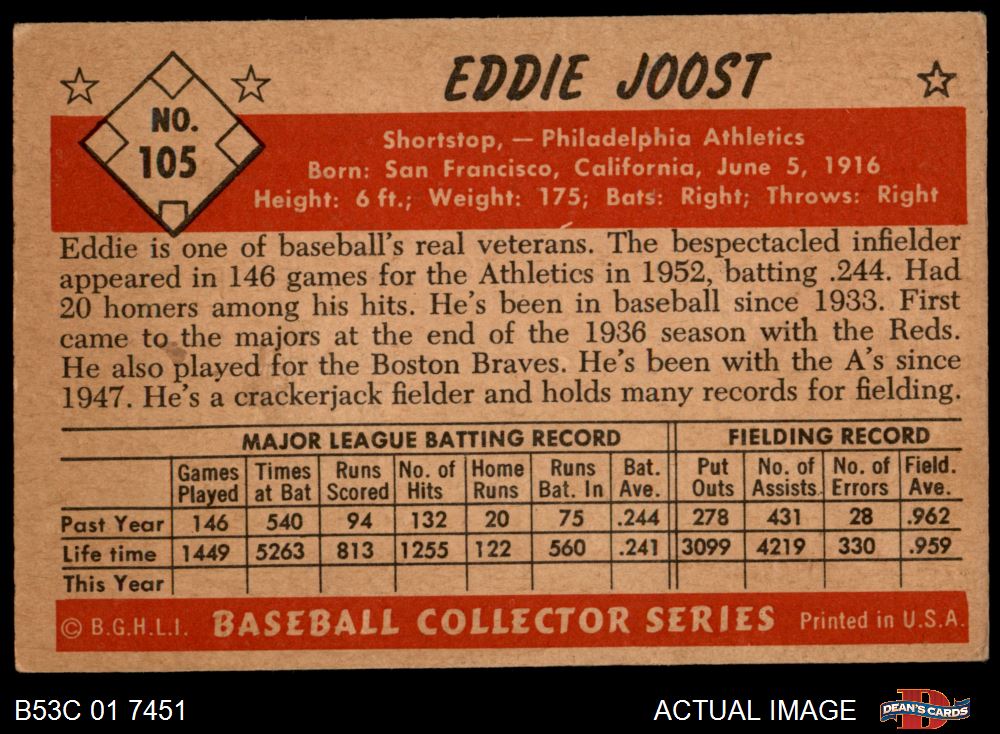 EDDIE JOOST
NO.
105
Shortstop, — Philadelphia Athletics
Born: San Francisco, California, June 5, 1916
Height: 6 ft.; Weight: 175; Bats: Right; Throws: Right
Eddie is one of baseball's real veterans. The bespectacled infielder
appeared in 146 games for the Athletics in 1952, batting .244. Had
20 homers among his hits. He's been in baseball since 1933. First
came to the majors at the end of the 1936 season with the Reds.
He also played for the Boston Braves. He's been with the A's since
1947. He's a crackerjack fielder and holds many records for fielding.
MAJOR LEAGUE BATTING RECORD FIELDING RECORD
Games Times Runs No. of Home Runs Bat. Put No. of No. of Field.
Played at Bat Scored Hits Runs Bat. In Ave. Outs Assists. Errors Ave.
Past Year 146 540 94 132 20 75 .244 278 431 28 .962
Life time 1449 5263 813 1255 122 560 .241 3099 4219 330 .959
This Year
© B.G.H.L.I. BASEBALL COLLECTOR SERIES Printed in U.S.A.
B53C 01 7451 ACTUAL IMAGE DEAN'S CARDS